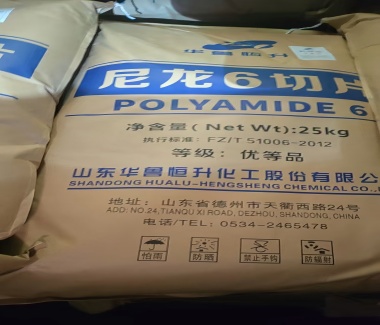 华鲁恒升
尼龙6切片
POLYAMIDE 6
净含量(Net Wt):25kg
执行标准: FZ/T 51006-2012
等级: 优等品
山东华鲁恒升化工股份有限公
SHANDONG HUALU-HENGSHENG CHEMICAL CO.,
地址: 山东省德州市天衢西路24号
ADD: NO.24,TIANQU XI ROAD, DEZHOU, SHANDONG, CHINA
电话/TEL: 0534-2465478
怕雨 防晒 禁止手钩 防辐射